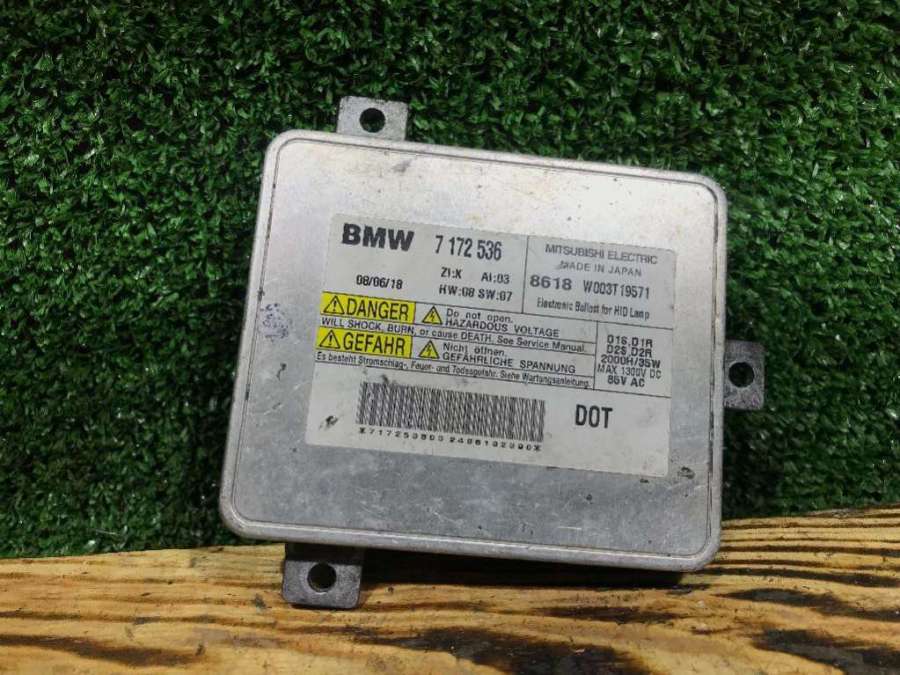 BMW 7 172 536
08/06/18
ZI:X AI:03
HW:08 SW:07
MITSUBISHI ELECTRIC
MADE IN JAPAN
8618 W003T19571
Electronic Ballast for HID Lamp
DANGER
Do not open.
HAZARDOUS VOLTAGE
WILL SHOCK, BURN, or cause DEATH. See Service Manual.
GEFAHR
Nicht öffnen.
GEFÄHRLICHE SPANNUNG
Es besteht Stromschlag-, Feuer- und Todesgefahr. Siehe Wartungsanleitung.
D1S,D1R
D2S,D2R
2000H/35W
MAX 1300V DC
85V AC
DOT